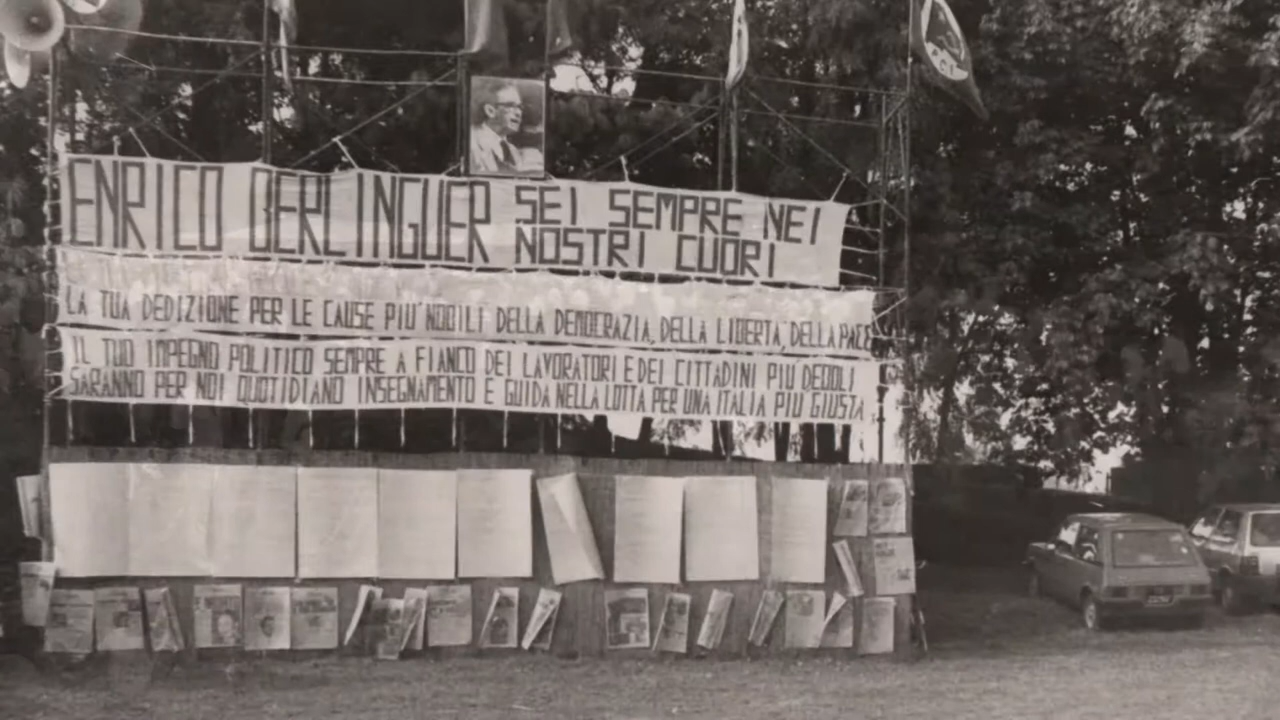 ENRICO BERLINGUER SEI SEMPRE NEI
NOSTRI CUORI
LA TUA DEDIZIONE PER LE CAUSE PIU' NOBILI DELLA DEMOCRAZIA, DELLA LIBERTA', DELLA PACE
IL TUO IMPEGNO POLITICO SEMPRE A FIANCO DEI LAVORATORI E DEI CITTADINI PIU DEBOLI
SARANNO PER NOI QUOTIDIANO INSEGNAMENTO E GUIDA NELLA LOTTA PER UNA ITALIA PIU GIUSTA